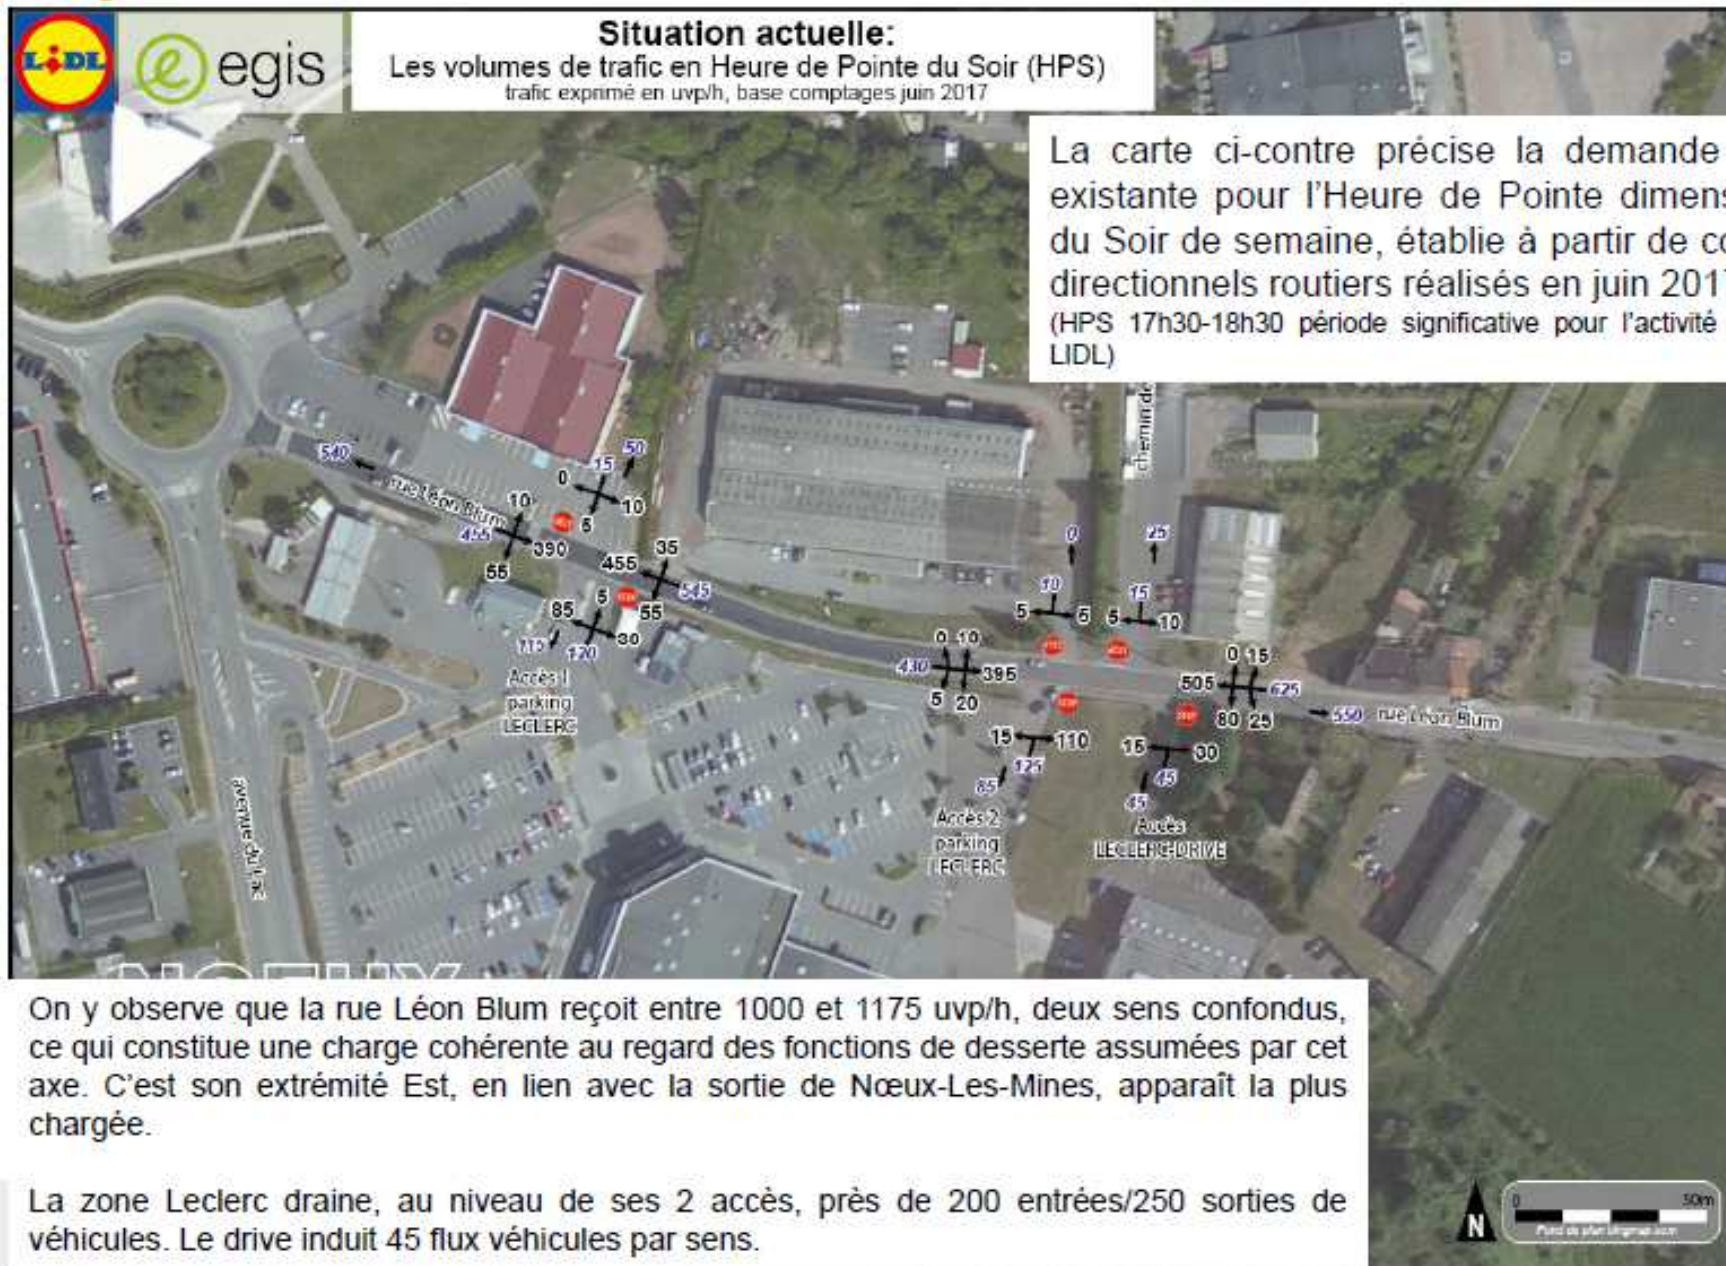 LiDL
egis
Situation actuelle:
Les volumes de trafic en Heure de Pointe du Soir (HPS)
trafic exprimé en uvp/h, base comptages juin 2017
La carte ci-contre précise la demande
existante pour l'Heure de Pointe dimens
du Soir de semaine, établie à partir de co
directionnels routiers réalisés en juin 201
(HPS 17h30-18h30 période significative pour l'activité
LIDL)
chemin de
540
rue Léon Blum
0 15 50
10
5 10
455
390
55
455 35
545
55
85 5
30
115 120
Accès 1
parking
LECLERC
0 25
10 15
5 5
5 10
0 10
430 395
5 20
0 15
505 625
80 25
550 rue Léon Blum
15 110
125
85
15 30
45
45
Accès 2
parking
LECLERC
Accès
LECLERC-DRIVE
avenue du Lac
NOEUX
On y observe que la rue Léon Blum reçoit entre 1000 et 1175 uvp/h, deux sens confondus,
ce qui constitue une charge cohérente au regard des fonctions de desserte assumées par cet
axe. C'est son extrémité Est, en lien avec la sortie de Nœux-Les-Mines, apparaît la plus
chargée.
La zone Leclerc draine, au niveau de ses 2 accès, près de 200 entrées/250 sorties de
véhicules. Le drive induit 45 flux véhicules par sens.
N
0 50m